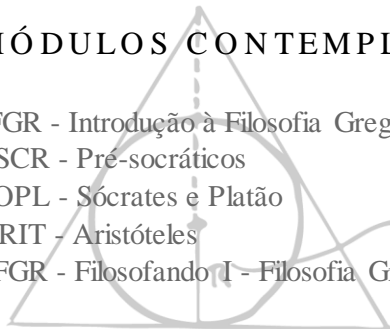 MÓDULOS CONTEMPL
FGR - Introdução à Filosofia Greg
SCR - Pré-socráticos
OPL - Sócrates e Platão
RIT - Aristóteles
FGR - Filosofando I - Filosofia G